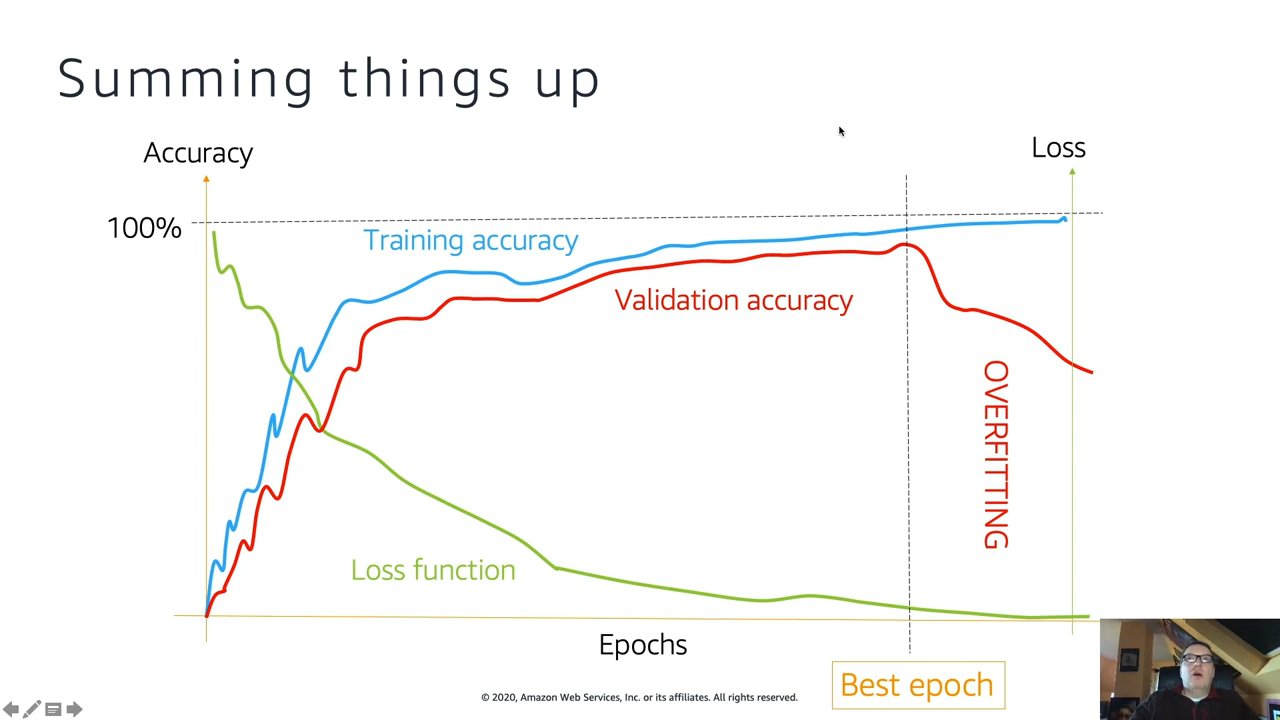 Summing things up
Accuracy
Loss
100%
Training accuracy
Validation accuracy
OVERFITTING
Loss function
Epochs
Best epoch
© 2020, Amazon Web Services, Inc. or its affiliates. All rights reserved.